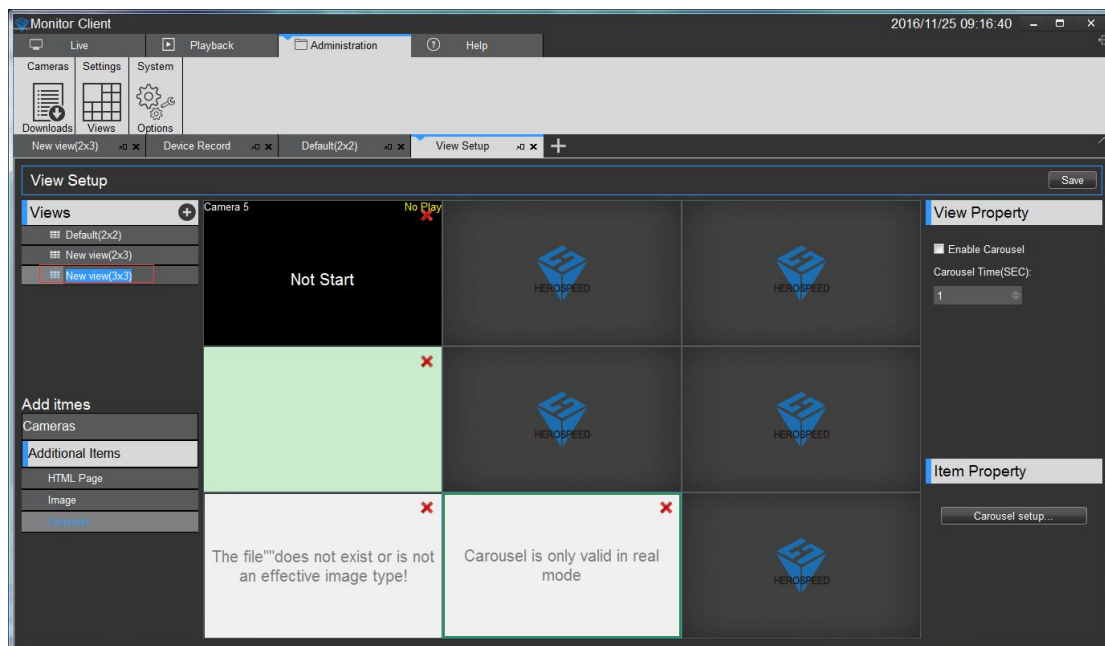 Monitor Client
2016/11/25 09:16:40
Live
Playback
Administration
Help
Cameras
Settings
System
Downloads
Views
Options
New view(2x3)
Device Record
Default(2x2)
View Setup
View Setup
Save
Views
Default(2x2)
New view(2x3)
New view(3x3)
Add itmes
Cameras
Additional Items
HTML Page
Image
Carousel
Camera 5
No Play
Not Start
HEROSPEED
HEROSPEED
HEROSPEED
HEROSPEED
The file""does not exist or is not
an effective image type!
Carousel is only valid in real
mode
HEROSPEED
View Property
Enable Carousel
Carousel Time(SEC):
1
Item Property
Carousel setup...